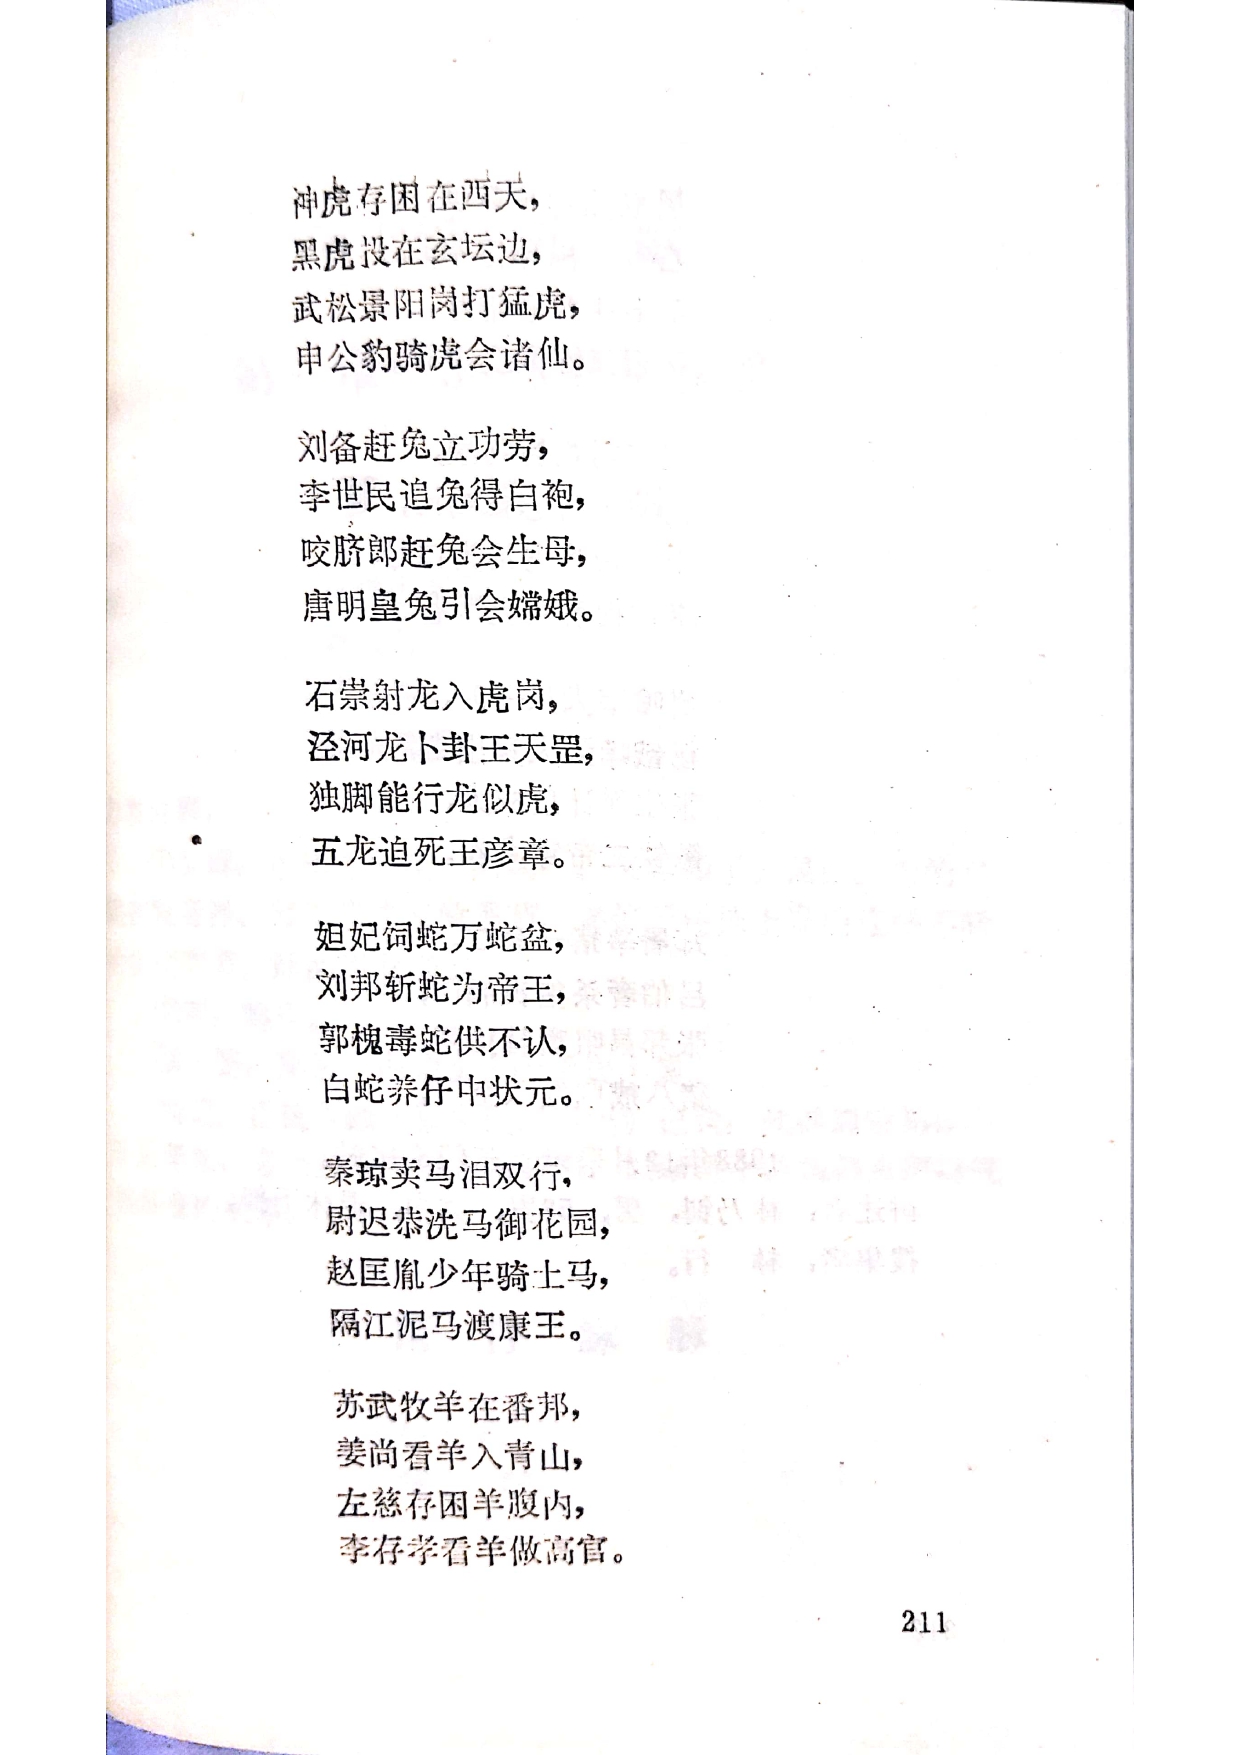 神虎存困在西天，
黑虎投在玄坛边，
武松景阳岗打猛虎，
申公豹骑虎会诸仙。
刘备赶兔立功劳，
李世民追兔得白袍，
咬脐郎赶兔会生母，
唐明皇兔引会嫦娥。
石崇射龙入虎岗，
泾河龙卜卦王天罡，
独脚能行龙似虎，
五龙迫死王彦章。
妲妃饲蛇万蛇盆，
刘邦斩蛇为帝王，
郭槐毒蛇供不认，
白蛇养仔中状元。
秦琼卖马泪双行，
尉迟恭洗马御花园，
赵匡胤少年骑土马，
隔江泥马渡康王。
苏武牧羊在番邦，
姜尚看羊入青山，
左慈存困羊腹内，
李存孝看羊做高官。
211